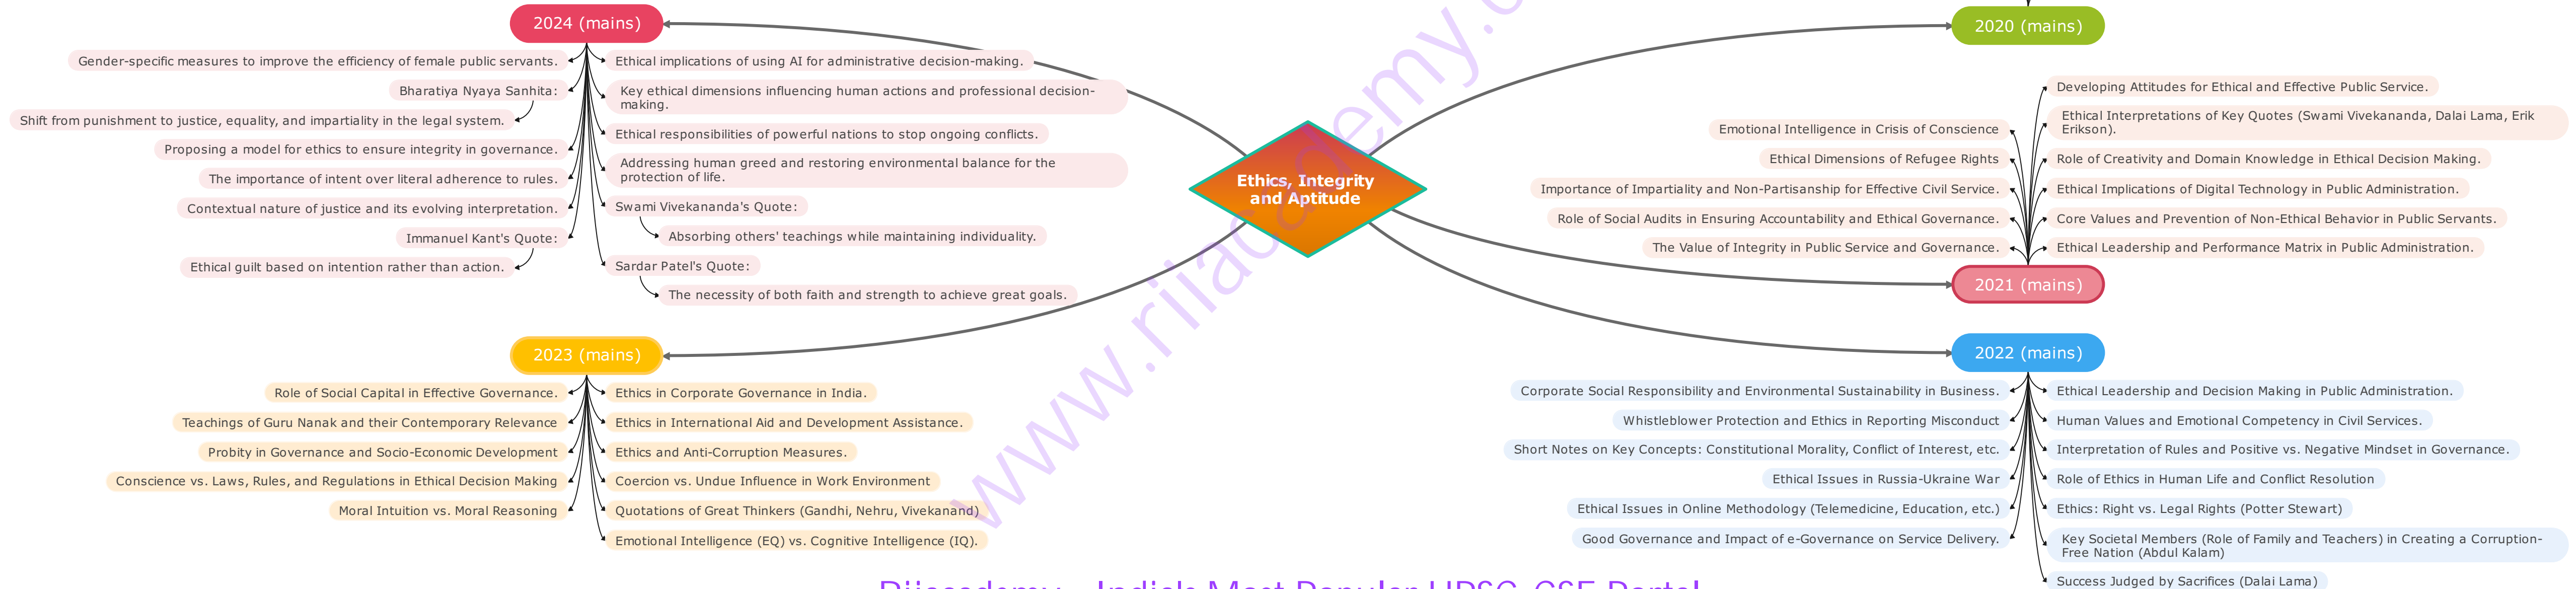 2024 (mains)
Gender-specific measures to improve the efficiency of female public servants.
Bharatiya Nyaya Sanhita:
Shift from punishment to justice, equality, and impartiality in the legal system.
Proposing a model for ethics to ensure integrity in governance.
The importance of intent over literal adherence to rules.
Contextual nature of justice and its evolving interpretation.
Immanuel Kant's Quote:
Ethical guilt based on intention rather than action.
Ethical implications of using AI for administrative decision-making.
Key ethical dimensions influencing human actions and professional decision-
making.
Ethical responsibilities of powerful nations to stop ongoing conflicts.
Addressing human greed and restoring environmental balance for the
protection of life.
Swami Vivekananda's Quote:
Absorbing others' teachings while maintaining individuality.
Sardar Patel's Quote:
The necessity of both faith and strength to achieve great goals.
2023 (mains)
Role of Social Capital in Effective Governance.
Teachings of Guru Nanak and their Contemporary Relevance
Probity in Governance and Socio-Economic Development
Conscience vs. Laws, Rules, and Regulations in Ethical Decision Making
Moral Intuition vs. Moral Reasoning
Ethics in Corporate Governance in India.
Ethics in International Aid and Development Assistance.
Ethics and Anti-Corruption Measures.
Coercion vs. Undue Influence in Work Environment
Quotations of Great Thinkers (Gandhi, Nehru, Vivekanand)
Emotional Intelligence (EQ) vs. Cognitive Intelligence (IQ).
Ethics, Integrity
and Aptitude
2020 (mains)
Emotional Intelligence in Crisis of Conscience
Ethical Dimensions of Refugee Rights
Importance of Impartiality and Non-Partisanship for Effective Civil Service.
Role of Social Audits in Ensuring Accountability and Ethical Governance.
The Value of Integrity in Public Service and Governance.
Developing Attitudes for Ethical and Effective Public Service.
Ethical Interpretations of Key Quotes (Swami Vivekananda, Dalai Lama, Erik
Erikson).
Role of Creativity and Domain Knowledge in Ethical Decision Making.
Ethical Implications of Digital Technology in Public Administration.
Core Values and Prevention of Non-Ethical Behavior in Public Servants.
Ethical Leadership and Performance Matrix in Public Administration.
2021 (mains)
2022 (mains)
Corporate Social Responsibility and Environmental Sustainability in Business.
Whistleblower Protection and Ethics in Reporting Misconduct
Short Notes on Key Concepts: Constitutional Morality, Conflict of Interest, etc.
Ethical Issues in Russia-Ukraine War
Ethical Issues in Online Methodology (Telemedicine, Education, etc.)
Good Governance and Impact of e-Governance on Service Delivery.
Ethical Leadership and Decision Making in Public Administration.
Human Values and Emotional Competency in Civil Services.
Interpretation of Rules and Positive vs. Negative Mindset in Governance.
Role of Ethics in Human Life and Conflict Resolution
Ethics: Right vs. Legal Rights (Potter Stewart)
Key Societal Members (Role of Family and Teachers) in Creating a Corruption-
Free Nation (Abdul Kalam)
Success Judged by Sacrifices (Dalai Lama)